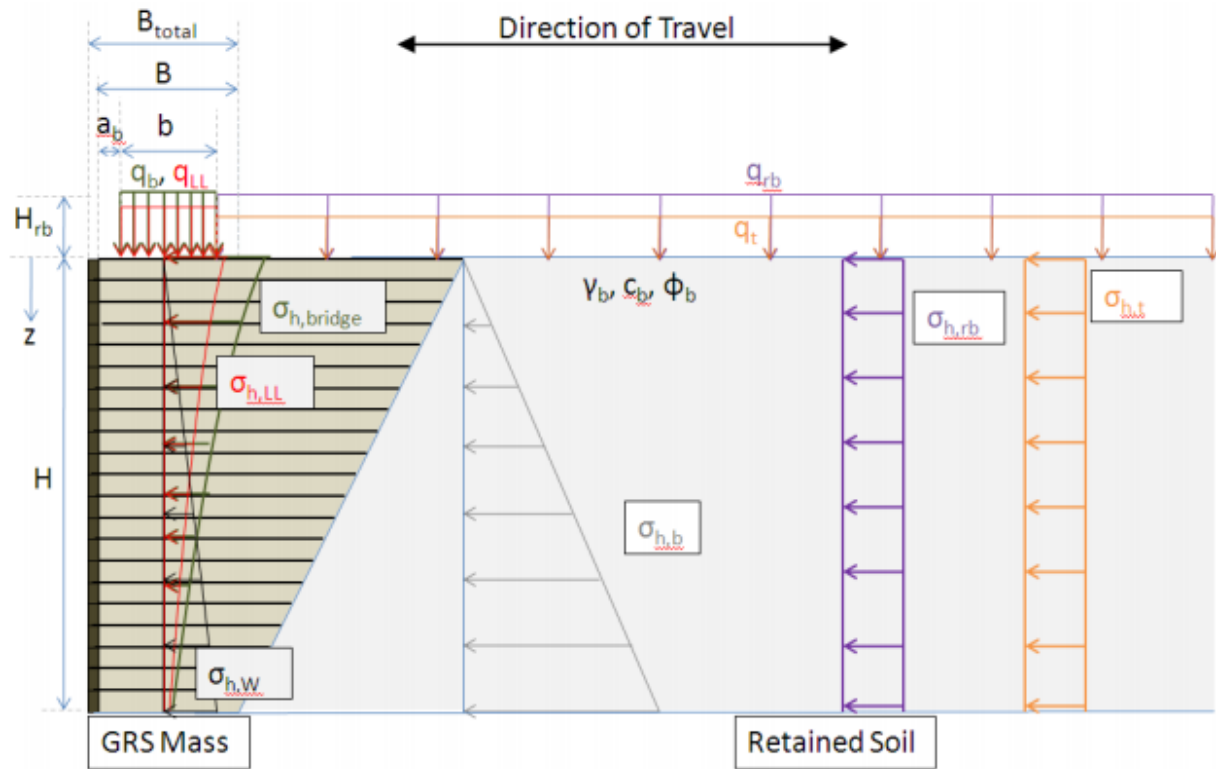 B_total
Direction of Travel
B
a_b
b
q_b, q_LL
q_rb
H_rb
q_t
γ_b, c_b, ϕ_b
z
σ_h,bridge
σ_h,rb
σ_h,t
σ_h,LL
H
σ_h,b
σ_h,W
GRS Mass
Retained Soil